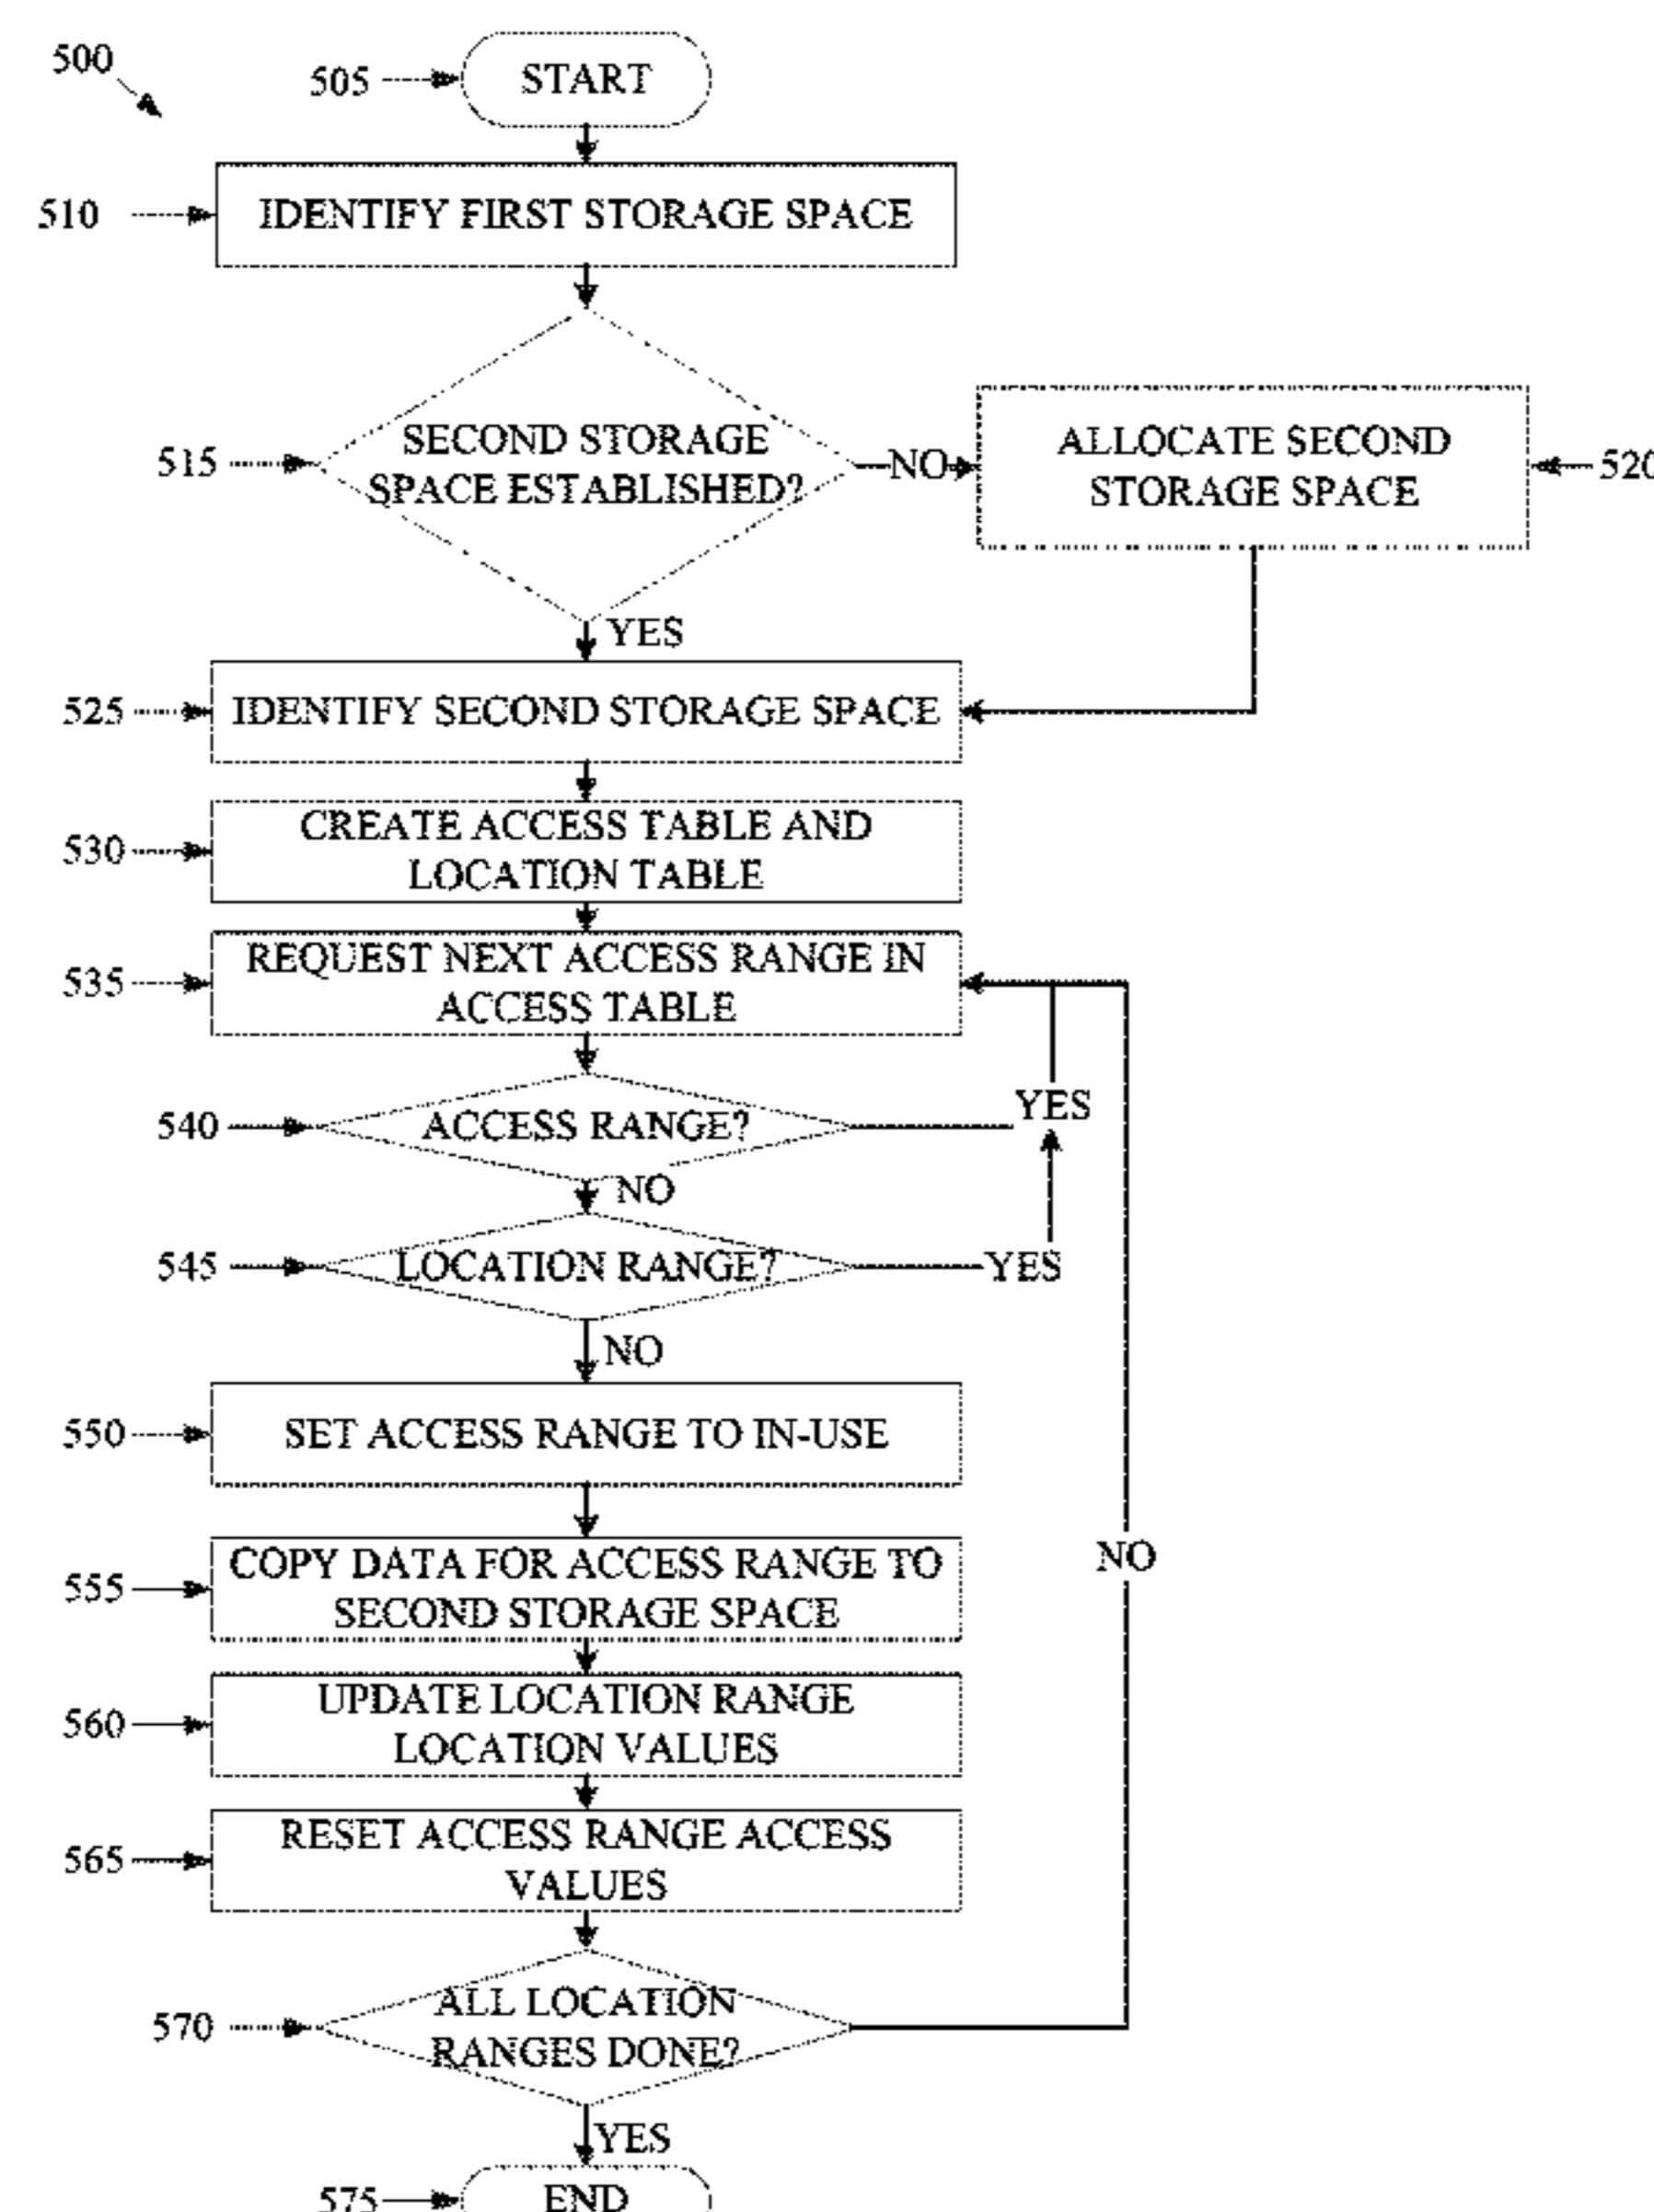 500
505
START
510
IDENTIFY FIRST STORAGE SPACE
515
SECOND STORAGE
SPACE ESTABLISHED?
NO
ALLOCATE SECOND
STORAGE SPACE
520
YES
525
IDENTIFY SECOND STORAGE SPACE
530
CREATE ACCESS TABLE AND
LOCATION TABLE
535
REQUEST NEXT ACCESS RANGE IN
ACCESS TABLE
540
ACCESS RANGE?
YES
NO
545
LOCATION RANGE?
YES
NO
550
SET ACCESS RANGE TO IN-USE
555
COPY DATA FOR ACCESS RANGE TO
SECOND STORAGE SPACE
NO
560
UPDATE LOCATION RANGE
LOCATION VALUES
565
RESET ACCESS RANGE ACCESS
VALUES
570
ALL LOCATION
RANGES DONE?
YES
575
END